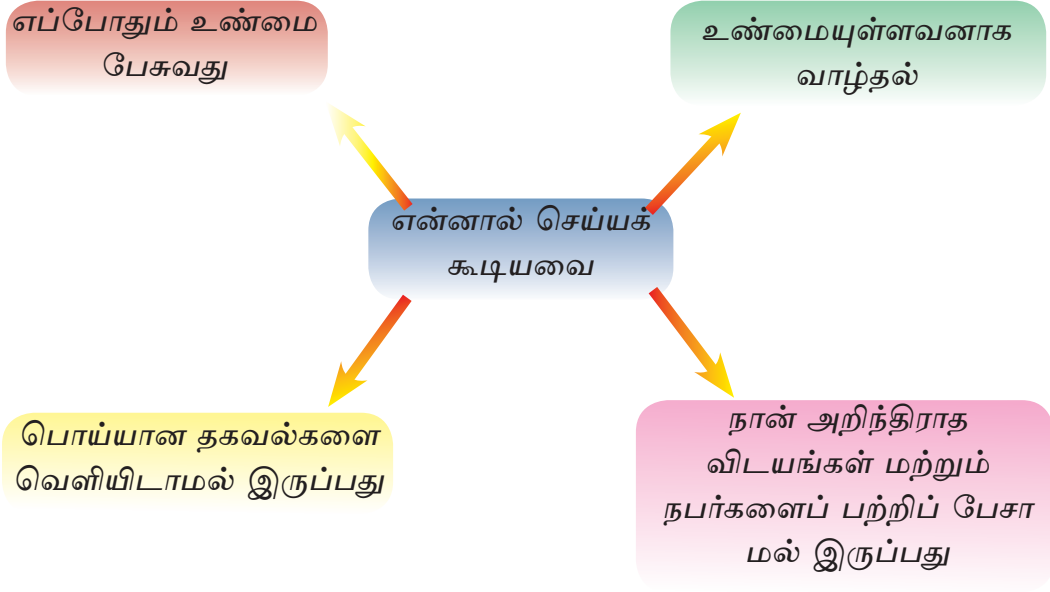 எப்போதும் உண்மை
பேசுவது
உண்மையுள்ளவனாக
வாழ்தல்
என்னால் செய்யக்
கூடியவை
பொய்யான தகவல்களை
வெளியிடாமல் இருப்பது
நான் அறிந்திராத
விடயங்கள் மற்றும்
நபர்களைப் பற்றிப் பேசா
மல் இருப்பது